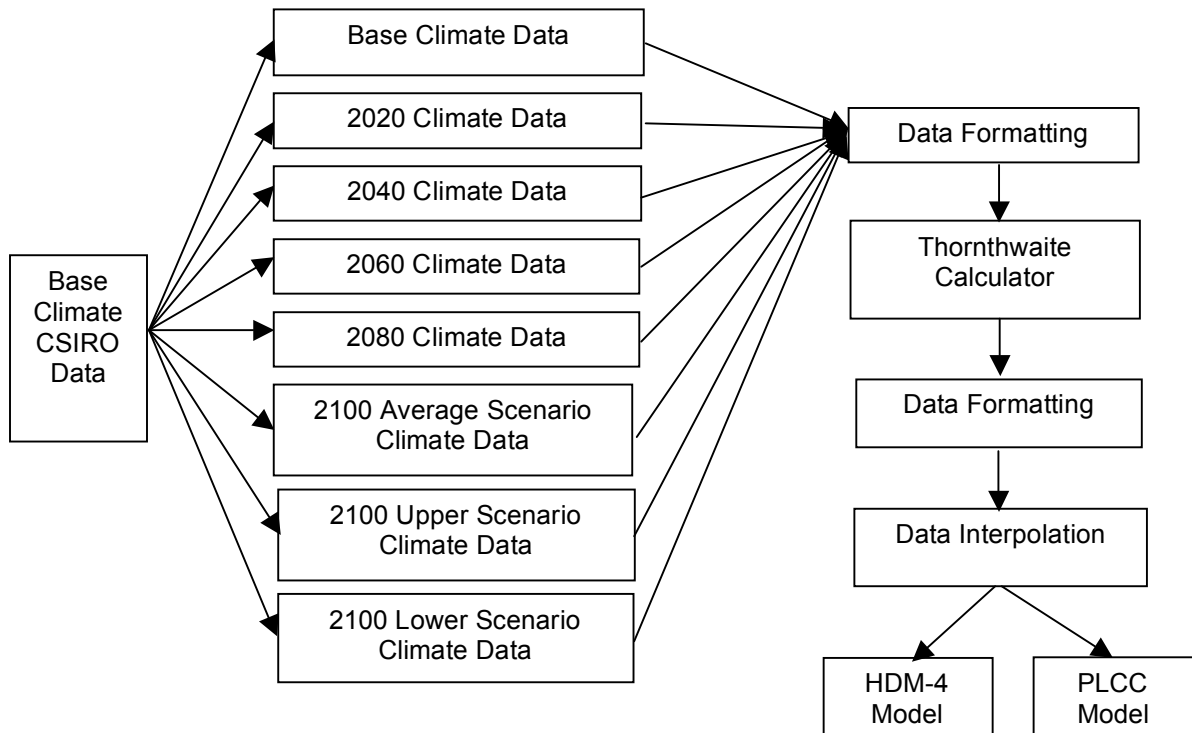 Base
Climate
CSIRO
Data
Base Climate Data
2020 Climate Data
2040 Climate Data
2060 Climate Data
2080 Climate Data
2100 Average Scenario
Climate Data
2100 Upper Scenario
Climate Data
2100 Lower Scenario
Climate Data
Data Formatting
Thornthwaite
Calculator
Data Formatting
Data Interpolation
HDM-4
Model
PLCC
Model